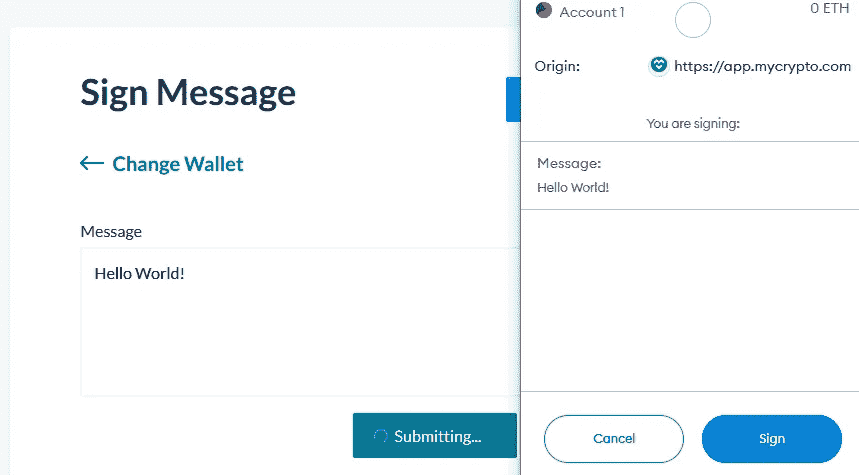 Sign Message
← Change Wallet
Message
Hello World!
Submitting...
Account 1
0 ETH
Origin:
https://app.mycrypto.com
You are signing:
Message:
Hello World!
Cancel
Sign